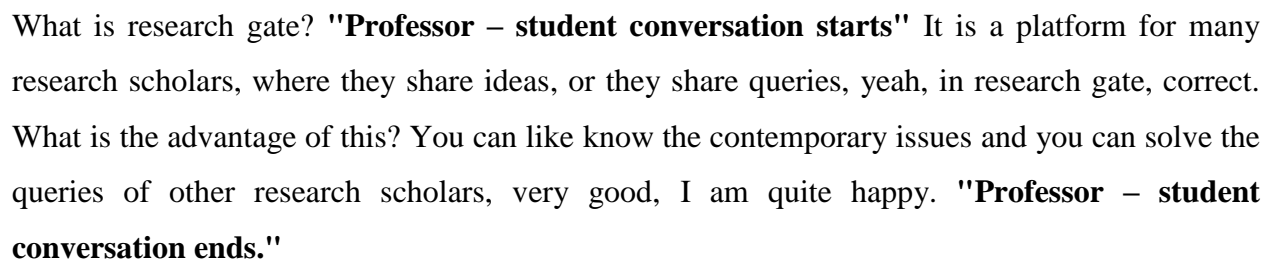 What is research gate? "Professor – student conversation starts" It is a platform for many
research scholars, where they share ideas, or they share queries, yeah, in research gate, correct.
What is the advantage of this? You can like know the contemporary issues and you can solve the
queries of other research scholars, very good, I am quite happy. "Professor – student
conversation ends."